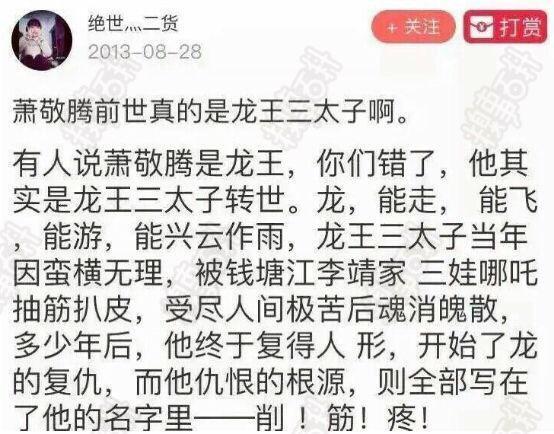 绝世灬二货
+ 关注
打赏
2013-08-28
萧敬腾前世真的是龙王三太子啊。
有人说萧敬腾是龙王，你们错了，他其
实是龙王三太子转世。龙，能走， 能飞
，能游，能兴云作雨，龙王三太子当年
因蛮横无理，被钱塘江李靖家 三娃哪吒
抽筋扒皮，受尽人间极苦后魂消魄散，
多少年后，他终于复得人 形，开始了龙
的复仇，而他仇恨的根源，则全部写在
了他的名字里——削 ！筋！疼！